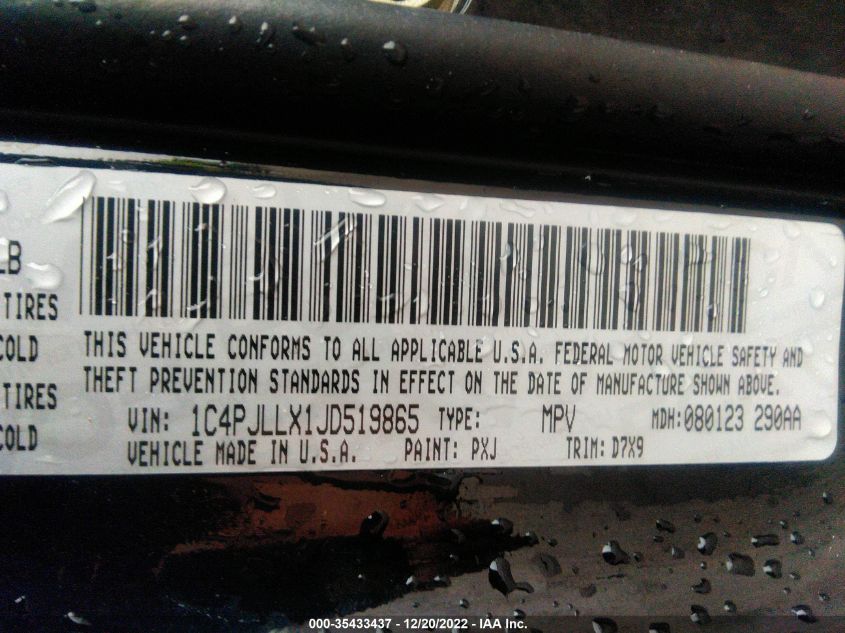 LB
TIRES
COLD
TIRES
COLD
THIS VEHICLE CONFORMS TO ALL APPLICABLE U.S.A. FEDERAL MOTOR VEHICLE SAFETY AND
THEFT PREVENTION STANDARDS IN EFFECT ON THE DATE OF MANUFACTURE SHOWN ABOVE.
VIN: 1C4PJLLX1JD519865 TYPE: MPV MDH:080123 290AA
VEHICLE MADE IN U.S.A. PAINT: PXJ TRIM: D7X9
000-35433437 - 12/20/2022 - IAA Inc.